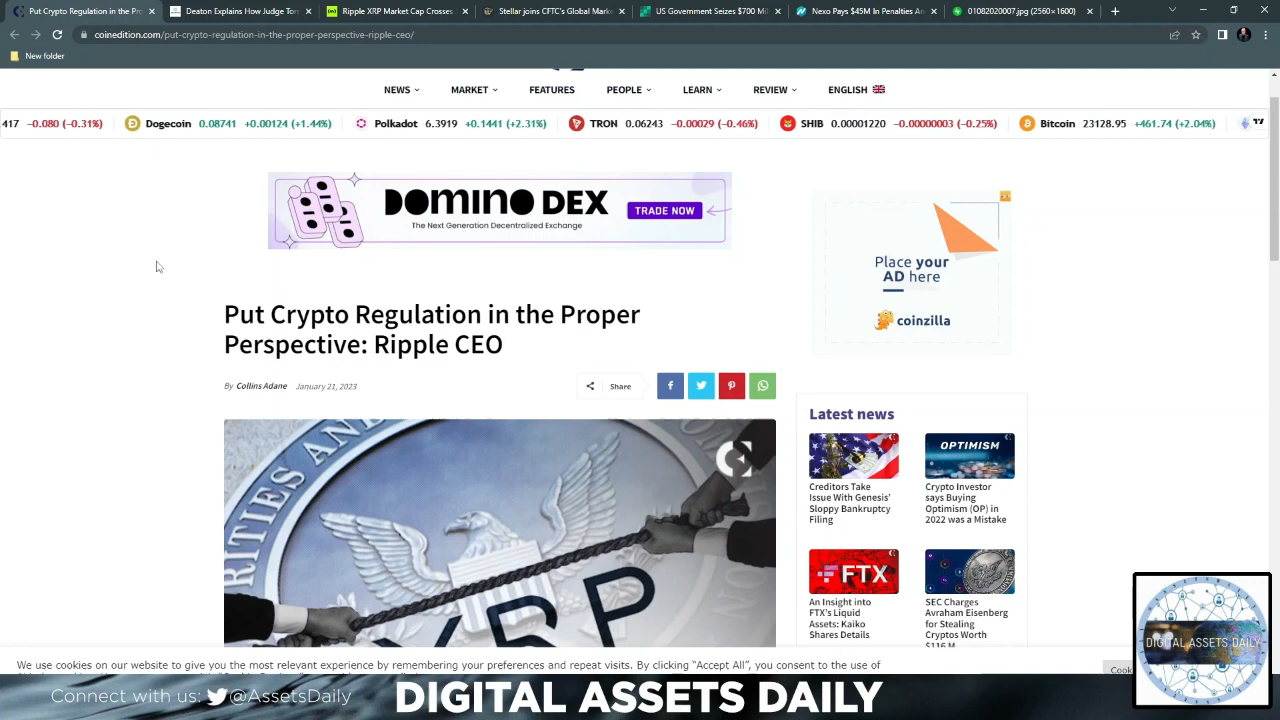 Put Crypto Regulation in the Prop
Deaton Explains How Judge Torr
Ripple XRP Market Cap Crosses
Stellar joins CFTC's Global Marke
US Government Seizes $700 Mil
Nexo Pays $45M In Penalties An
01082020007.jpg (2560×1600)
coinedition.com/put-crypto-regulation-in-the-proper-perspective-ripple-ceo/
New folder
NEWS
MARKET
FEATURES
PEOPLE
LEARN
REVIEW
ENGLISH
417 −0.080 (−0.31%)
Dogecoin 0.08741 +0.00124 (+1.44%)
Polkadot 6.3919 +0.1441 (+2.31%)
TRON 0.06243 −0.00029 (−0.46%)
SHIB 0.00001220 −0.00000003 (−0.25%)
Bitcoin 23128.95 +461.74 (+2.04%)
DOMINO DEX
The Next Generation Decentralized Exchange
TRADE NOW
Place your
AD here
coinzilla
Put Crypto Regulation in the Proper
Perspective: Ripple CEO
By Collins Adane January 21, 2023
Share
RITIES AND
XRP
Latest news
OPTIMISM
Creditors Take
Issue With Genesis'
Sloppy Bankruptcy
Filing
Crypto Investor
says Buying
Optimism (OP) in
2022 was a Mistake
FTX
An Insight into
FTX's Liquid
Assets: Kaiko
Shares Details
SEC Charges
Avraham Eisenberg
for Stealing
Cryptos Worth
$116 M
We use cookies on our website to give you the most relevant experience by remembering your preferences and repeat visits. By clicking "Accept All", you consent to the use of
Cook
DIGITAL ASSETS DAILY
Connect with us: @AssetsDaily
DIGITAL ASSETS DAILY